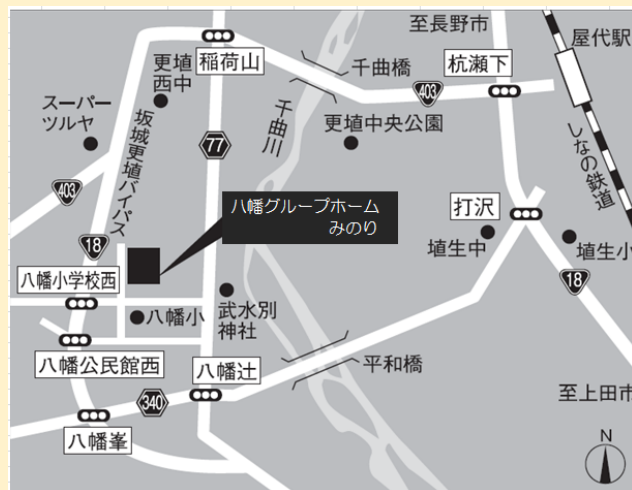 至長野市
屋代駅
稲荷山
千曲橋
杭瀬下
更埴
西中
403
スーパー
ツルヤ
坂城更埴バイパス
千曲川
更埴中央公園
しなの鉄道
77
403
八幡グループホーム
みのり
打沢
18
埴生中
埴生小
八幡小学校西
18
八幡小
武水別
神社
八幡公民館西
八幡辻
平和橋
340
至上田市
八幡峯
N